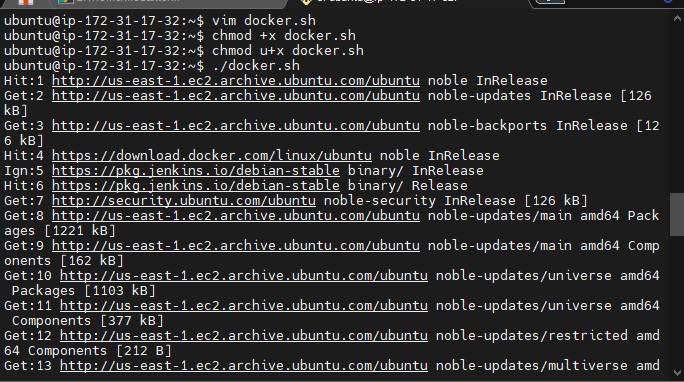 ubuntu@ip-172-31-17-32:~$ vim docker.sh
ubuntu@ip-172-31-17-32:~$ chmod +x docker.sh
ubuntu@ip-172-31-17-32:~$ chmod u+x docker.sh
ubuntu@ip-172-31-17-32:~$ ./docker.sh
Hit:1 http://us-east-1.ec2.archive.ubuntu.com/ubuntu noble InRelease
Get:2 http://us-east-1.ec2.archive.ubuntu.com/ubuntu noble-updates InRelease [126
kB]
Get:3 http://us-east-1.ec2.archive.ubuntu.com/ubuntu noble-backports InRelease [12
6 kB]
Hit:4 https://download.docker.com/linux/ubuntu noble InRelease
Ign:5 https://pkg.jenkins.io/debian-stable binary/ InRelease
Hit:6 https://pkg.jenkins.io/debian-stable binary/ Release
Get:7 http://security.ubuntu.com/ubuntu noble-security InRelease [126 kB]
Get:8 http://us-east-1.ec2.archive.ubuntu.com/ubuntu noble-updates/main amd64 Pack
ages [1221 kB]
Get:9 http://us-east-1.ec2.archive.ubuntu.com/ubuntu noble-updates/main amd64 Comp
onents [162 kB]
Get:10 http://us-east-1.ec2.archive.ubuntu.com/ubuntu noble-updates/universe amd64
 Packages [1103 kB]
Get:11 http://us-east-1.ec2.archive.ubuntu.com/ubuntu noble-updates/universe amd64
 Components [377 kB]
Get:12 http://us-east-1.ec2.archive.ubuntu.com/ubuntu noble-updates/restricted amd
64 Components [212 B]
Get:13 http://us-east-1.ec2.archive.ubuntu.com/ubuntu noble-updates/multiverse amd